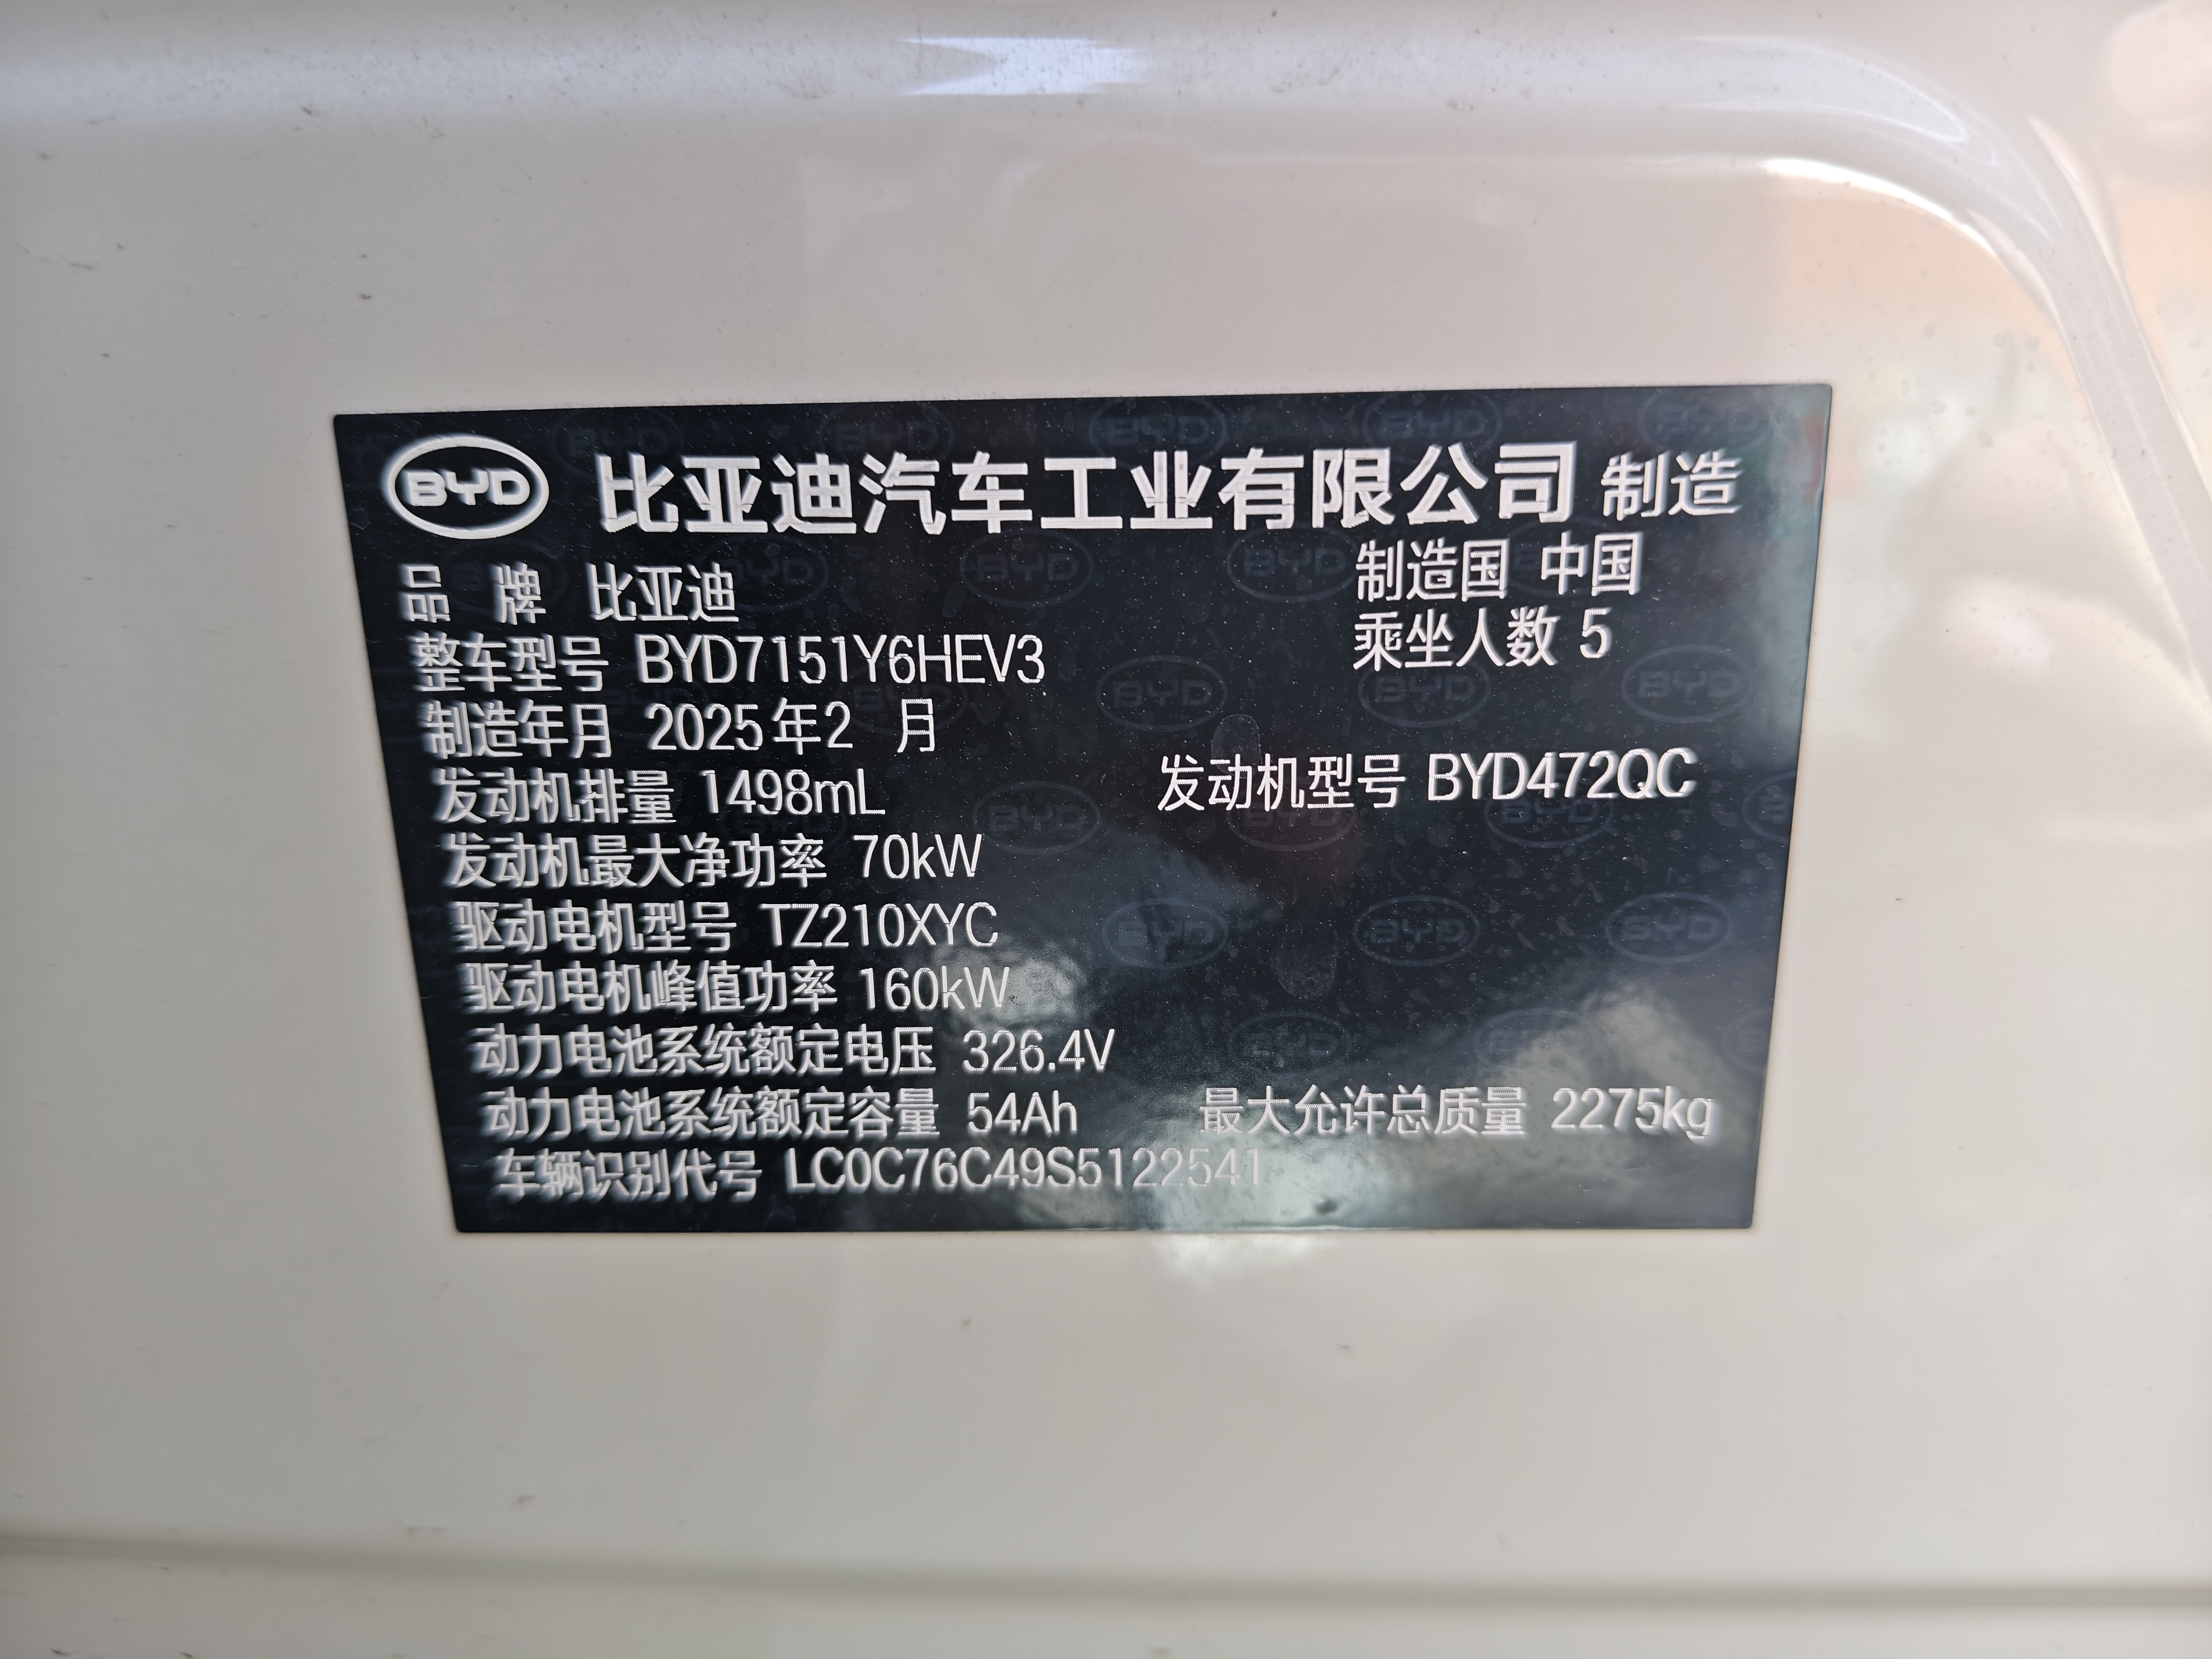 BYD 比亚迪汽车工业有限公司 制造
品 牌 比亚迪 制造国 中国
整车型号 BYD7151Y6HEV3 乘坐人数 5
制造年月 2025年2 月
发动机排量 1498mL 发动机型号 BYD472QC
发动机最大净功率 70kW
驱动电机型号 TZ210XYC
驱动电机峰值功率 160kW
动力电池系统额定电压 326.4V
动力电池系统额定容量 54Ah 最大允许总质量 2275kg
车辆识别代号 LC0C76C49S5122541